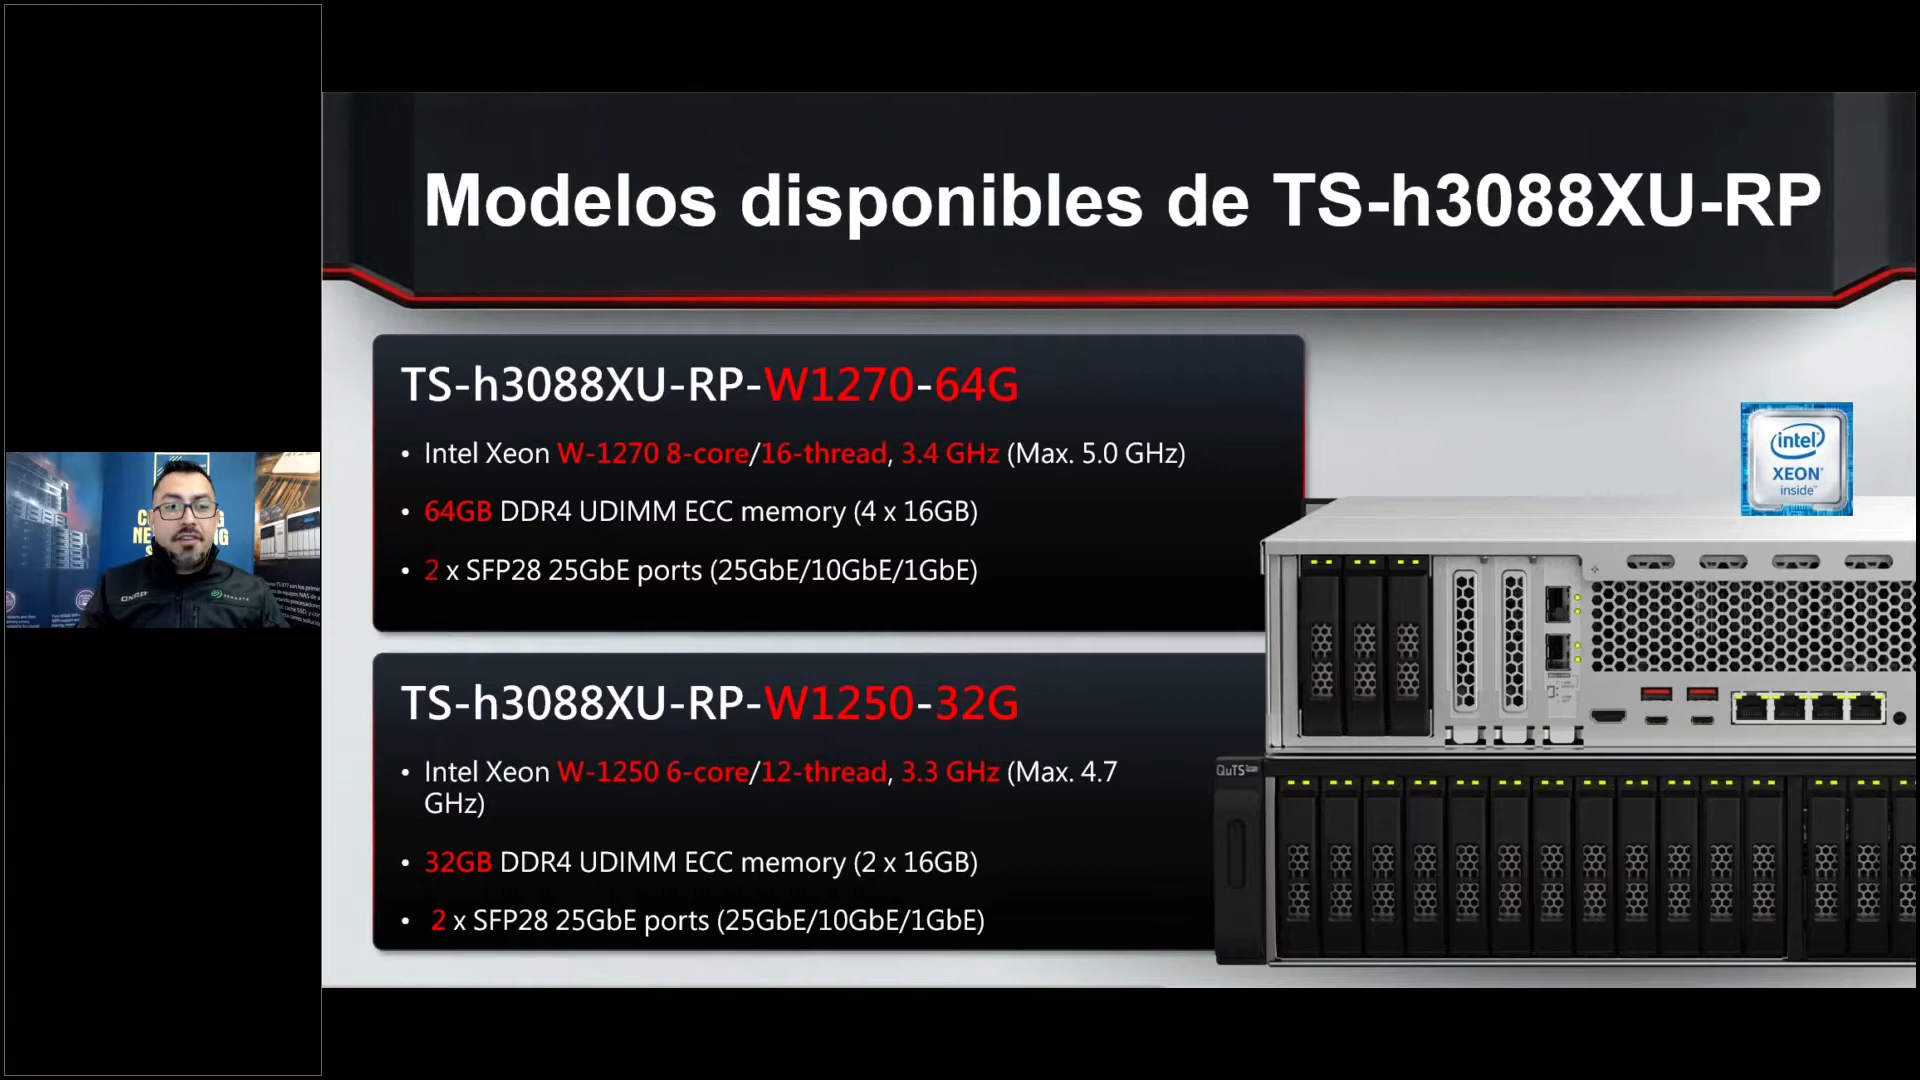 Modelos disponibles de TS-h3088XU-RP
TS-h3088XU-RP-W1270-64G
• Intel Xeon W-1270 8-core/16-thread, 3.4 GHz (Max. 5.0 GHz)
• 64GB DDR4 UDIMM ECC memory (4 x 16GB)
• 2 x SFP28 25GbE ports (25GbE/10GbE/1GbE)
TS-h3088XU-RP-W1250-32G
• Intel Xeon W-1250 6-core/12-thread, 3.3 GHz (Max. 4.7
GHz)
• 32GB DDR4 UDIMM ECC memory (2 x 16GB)
• 2 x SFP28 25GbE ports (25GbE/10GbE/1GbE)
intel
XEON
inside™
QuTS
QNAP
SEAGATE